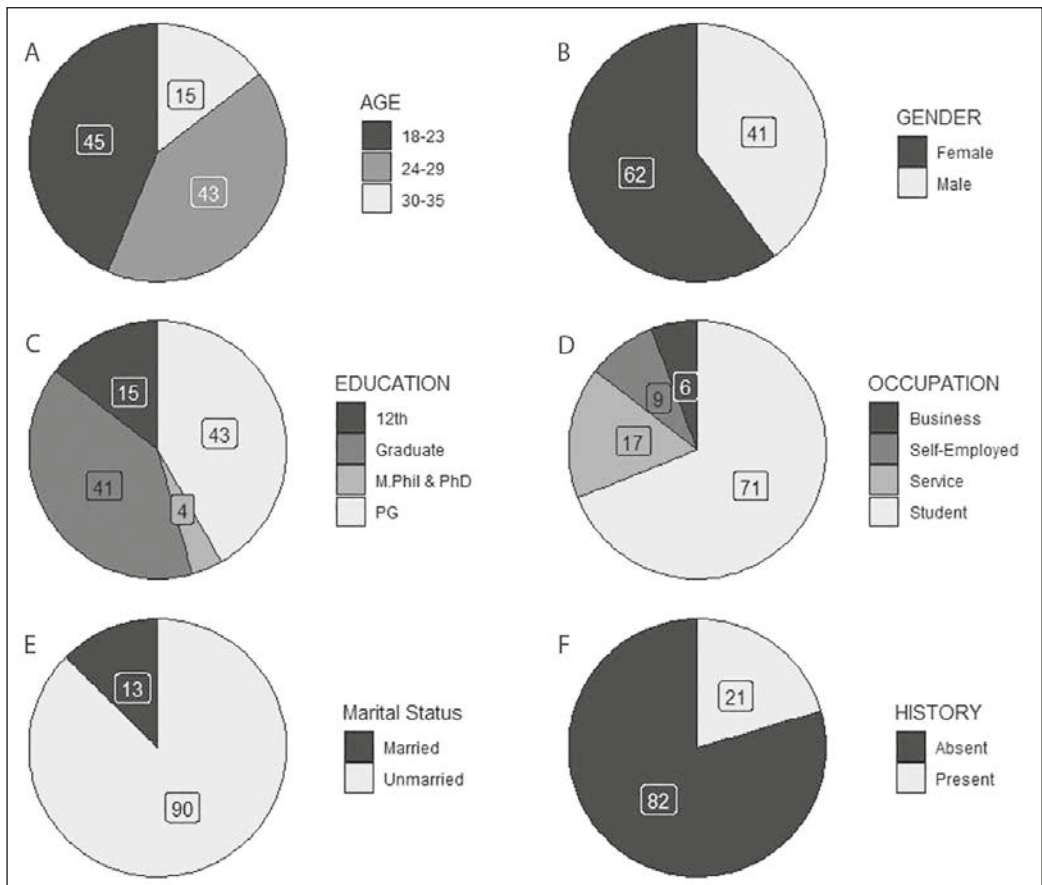 A
15
45
43
AGE
18-23
24-29
30-35
B
41
62
GENDER
Female
Male
C
15
43
41
4
EDUCATION
12th
Graduate
M.Phil & PhD
PG
D
6
9
17
71
OCCUPATION
Business
Self-Employed
Service
Student
E
13
90
Marital Status
Married
Unmarried
F
21
82
HISTORY
Absent
Present